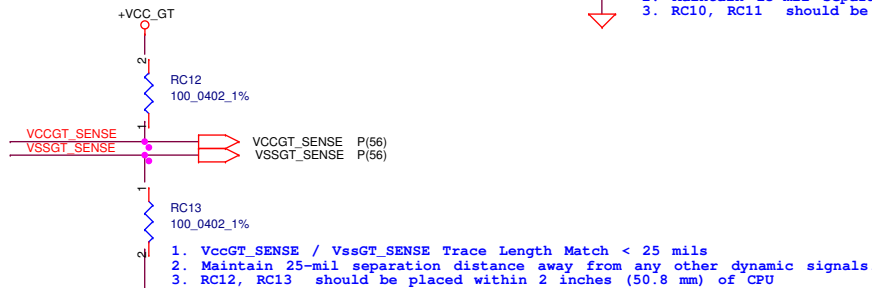 +VCC_GT
3. RC10, RC11 should be
2
RC12
100_0402_1%
1
VCCGT_SENSE
VCCGT_SENSE P(56)
VSSGT_SENSE
VSSGT_SENSE P(56)
1
RC13
100_0402_1%
2
1. VccGT_SENSE / VssGT_SENSE Trace Length Match < 25 mils
2. Maintain 25-mil separation distance away from any other dynamic signals
3. RC12, RC13 should be placed within 2 inches (50.8 mm) of CPU